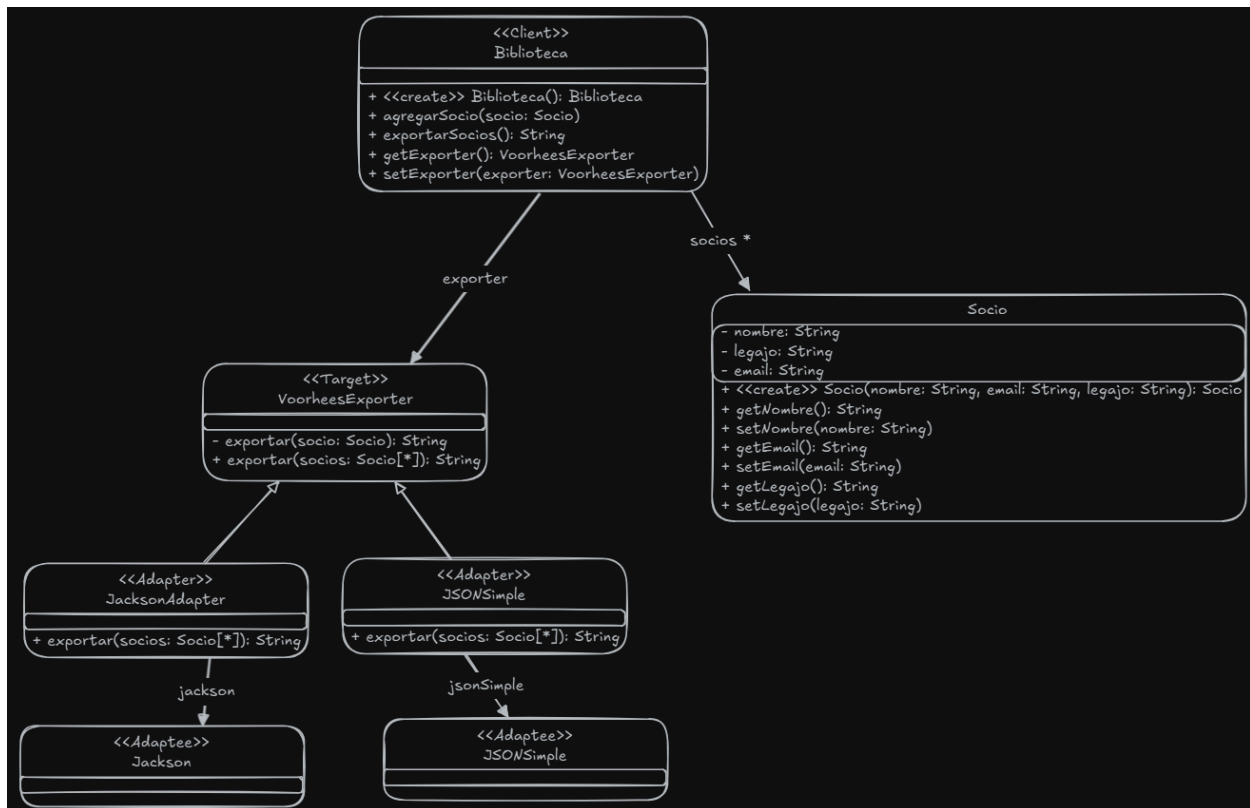 <<Client>>
Biblioteca
+ <<create>> Biblioteca(): Biblioteca
+ agregarSocio(socio: Socio)
+ exportarSocios(): String
+ getExporter(): VoorheesExporter
+ setExporter(exporter: VoorheesExporter)
socios *
exporter
Socio
- nombre: String
- legajo: String
- email: String
+ <<create>> Socio(nombre: String, email: String, legajo: String): Socio
+ getNombre(): String
+ setNombre(nombre: String)
+ getEmail(): String
+ setEmail(email: String)
+ getLegajo(): String
+ setLegajo(legajo: String)
<<Target>>
VoorheesExporter
- exportar(socio: Socio): String
+ exportar(socios: Socio[*]): String
<<Adapter>>
JacksonAdapter
+ exportar(socios: Socio[*]): String
<<Adapter>>
JSONSimple
+ exportar(socios: Socio[*]): String
jackson
jsonSimple
<<Adaptee>>
Jackson
<<Adaptee>>
JSONSimple